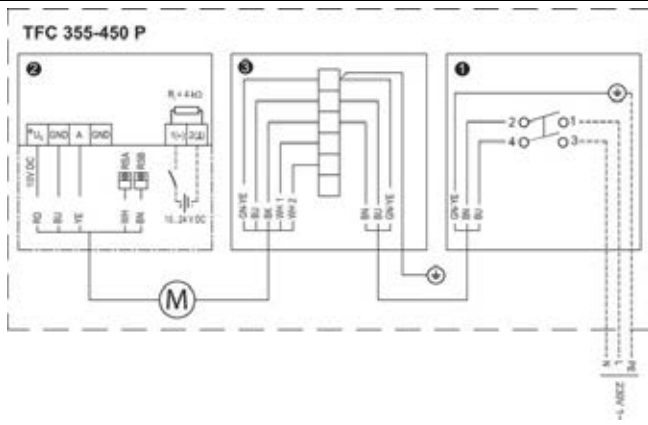 TFC 355-450 P
2
Rᵢ = 4 kΩ
GND A GND
10V DC
RSA
RSB
RD BU YE WH BN
10...24 V DC
3
GN-YE BU BK WH 1 WH 2
BN BU GN-YE
M
1
2 1
4 3
GN-YE BN BU
N L PE
230V 1~